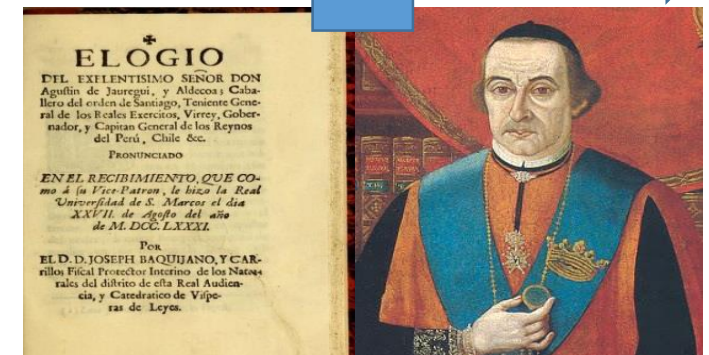 ELOGIO
DEL EXELENTISIMO SEÑOR DON
Agustin de Jauregui, y Aldecoa; Caba-
llero del orden de Santiago, Teniente Gene-
ral de los Reales Exercitos, Virrey, Gober-
nador, y Capitan General de los Reynos
del Perú, Chile &c.
PRONUNCIADO
EN EL RECIBIMIENTO, QUE CO-
mo á su Vice-Patron, le hizo la Real
Universidad de S. Marcos el dia
XXVII. de Agosto del año
de M. DCC. LXXXI.
POR
EL D. D. JOSEPH BAQUIJANO, Y CAR-
rillos Fiscal Protector Interino de los Natu-
rales del distrito de esta Real Audien-
cia, y Catedratico de Vispe-
ras de Leyes.